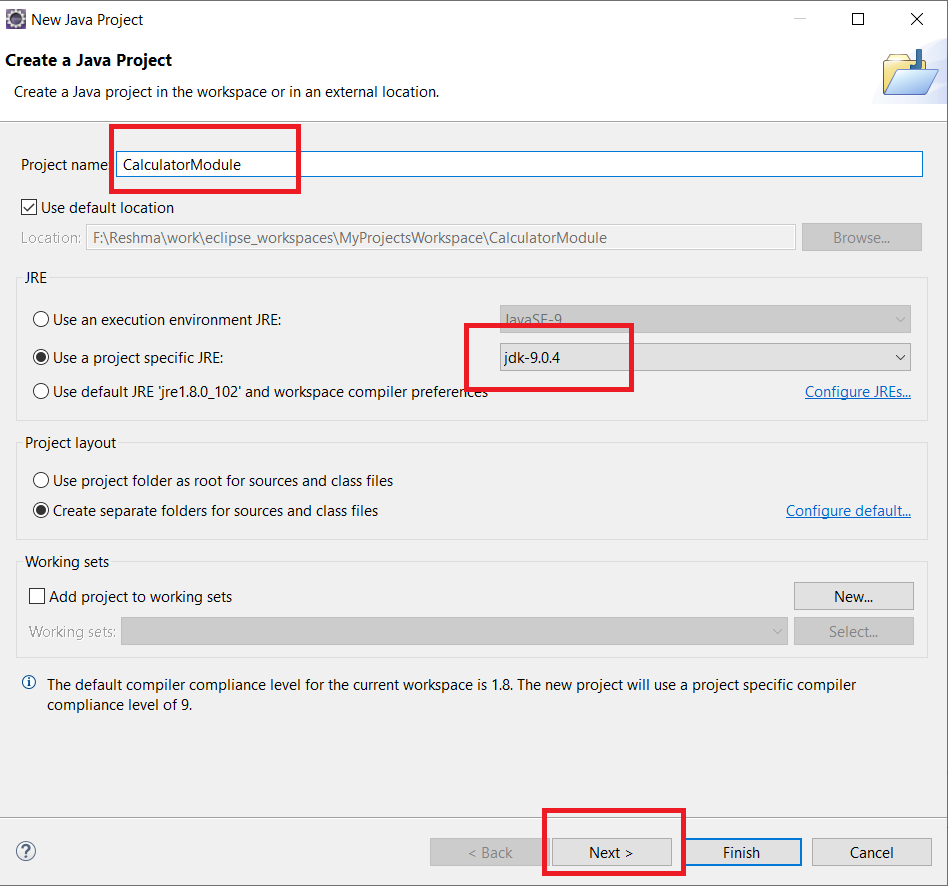 New Java Project
Create a Java Project
Create a Java project in the workspace or in an external location.
Project name: CalculatorModule
Use default location
Location: F:\Reshma\work\eclipse_workspaces\MyProjectsWorkspace\CalculatorModule Browse...
JRE
Use an execution environment JRE: JavaSE-9
Use a project specific JRE: jdk-9.0.4
Use default JRE 'jre1.8.0_102' and workspace compiler preferences Configure JREs...
Project layout
Use project folder as root for sources and class files
Create separate folders for sources and class files Configure default...
Working sets
Add project to working sets New...
Working sets: Select...
The default compiler compliance level for the current workspace is 1.8. The new project will use a project specific compiler
compliance level of 9.
? < Back Next > Finish Cancel